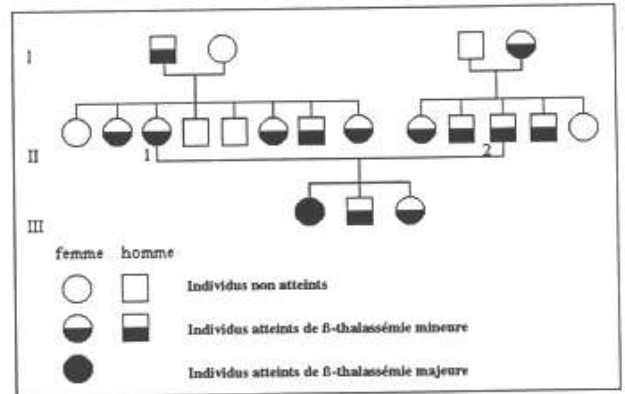 I
1
2
II
III
femme homme
Individus non atteints
Individus atteints de ß-thalassémie mineure
Individus atteints de ß-thalassémie majeure